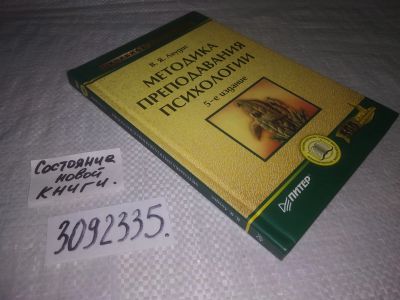 В. Я. Ляудис
МЕТОДИКА
ПРЕПОДАВАНИЯ
ПСИХОЛОГИИ
5-е издание
ПИТЕР
Состояние
новой
книги.
3092335.